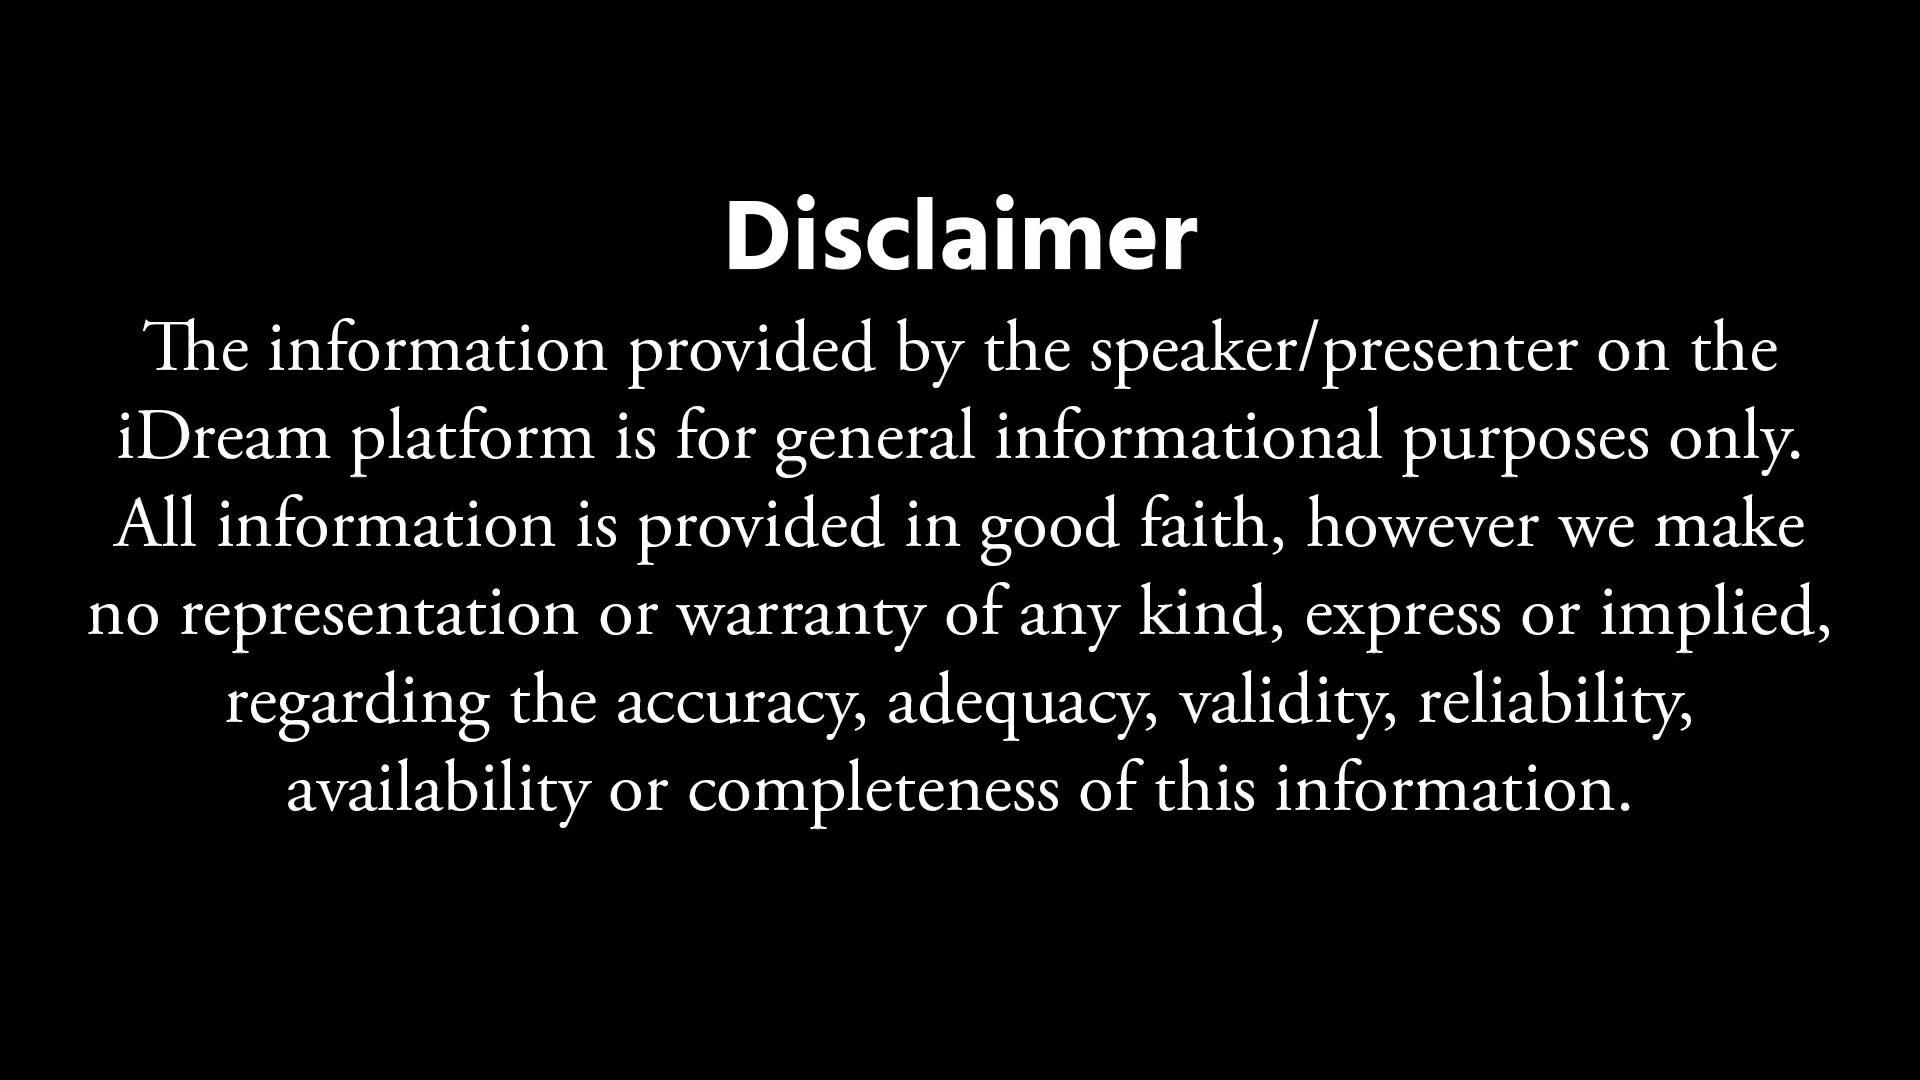 Disclaimer
The information provided by the speaker/presenter on the
iDream platform is for general informational purposes only.
All information is provided in good faith, however we make
no representation or warranty of any kind, express or implied,
regarding the accuracy, adequacy, validity, reliability,
availability or completeness of this information.